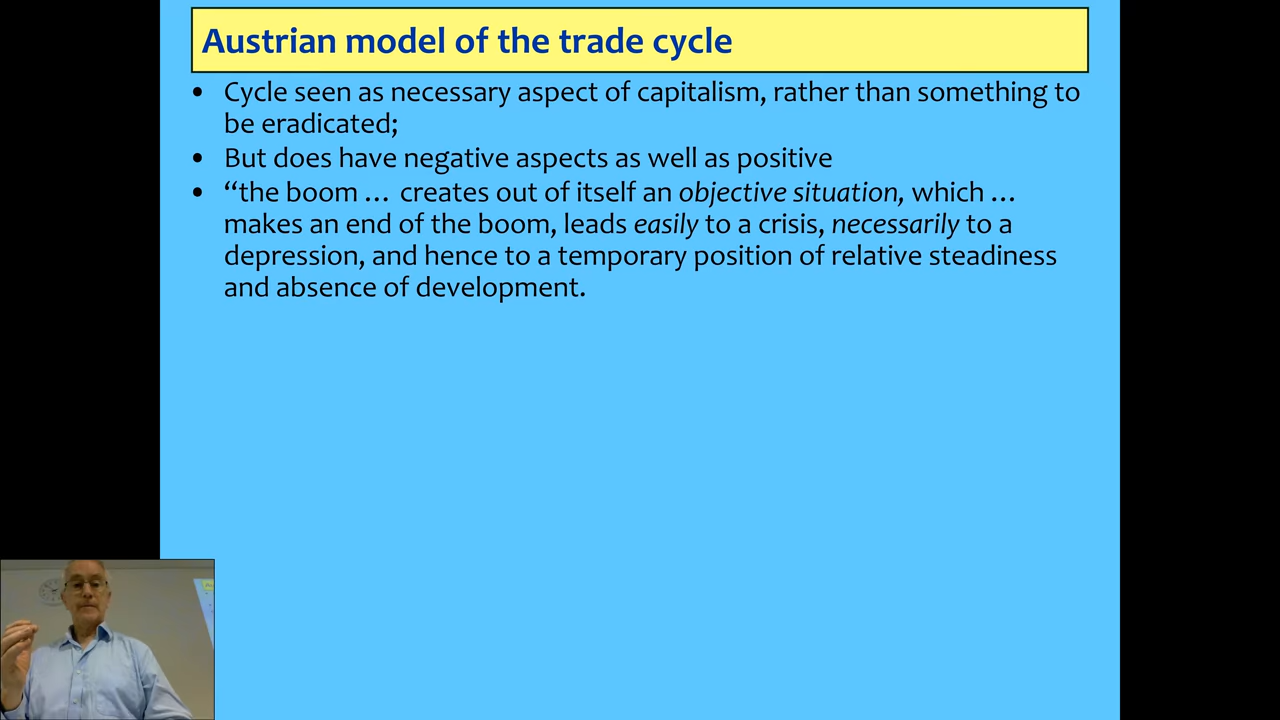 Austrian model of the trade cycle
• Cycle seen as necessary aspect of capitalism, rather than something to
be eradicated;
• But does have negative aspects as well as positive
• “the boom … creates out of itself an objective situation, which …
makes an end of the boom, leads easily to a crisis, necessarily to a
depression, and hence to a temporary position of relative steadiness
and absence of development.